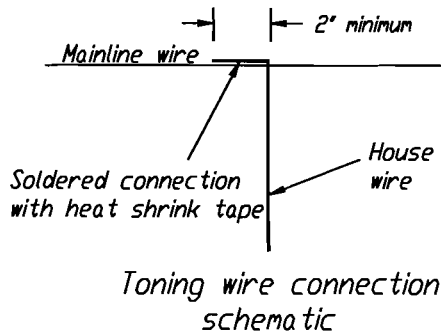 2" minimum
Mainline wire
Soldered connection
with heat shrink tape
House
wire
Toning wire connection
schematic